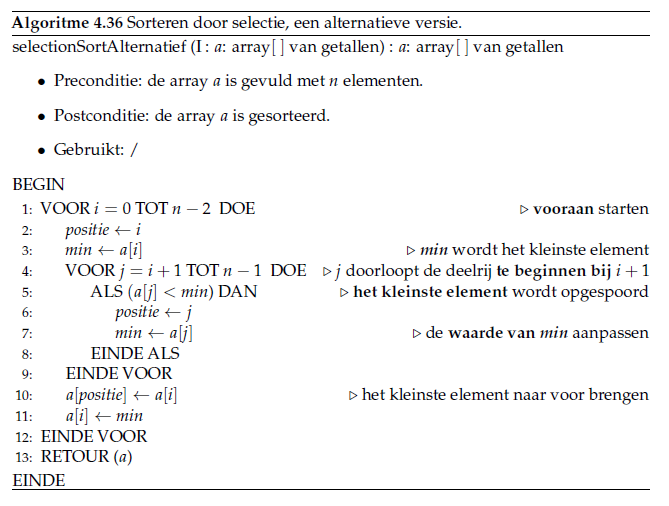 Algoritme 4.36 Sorteren door selectie, een alternatieve versie.
selectionSortAlternatief (I : a: array[ ] van getallen) : a: array[ ] van getallen
• Preconditie: de array a is gevuld met n elementen.
• Postconditie: de array a is gesorteerd.
• Gebruikt: /
BEGIN
1: VOOR i = 0 TOT n − 2 DOE ▷ vooraan starten
2: positie ← i
3: min ← a[i] ▷ min wordt het kleinste element
4: VOOR j = i + 1 TOT n − 1 DOE ▷ j doorloopt de deelrij te beginnen bij i + 1
5: ALS (a[j] < min) DAN ▷ het kleinste element wordt opgespoord
6: positie ← j
7: min ← a[j] ▷ de waarde van min aanpassen
8: EINDE ALS
9: EINDE VOOR
10: a[positie] ← a[i] ▷ het kleinste element naar voor brengen
11: a[i] ← min
12: EINDE VOOR
13: RETOUR (a)
EINDE